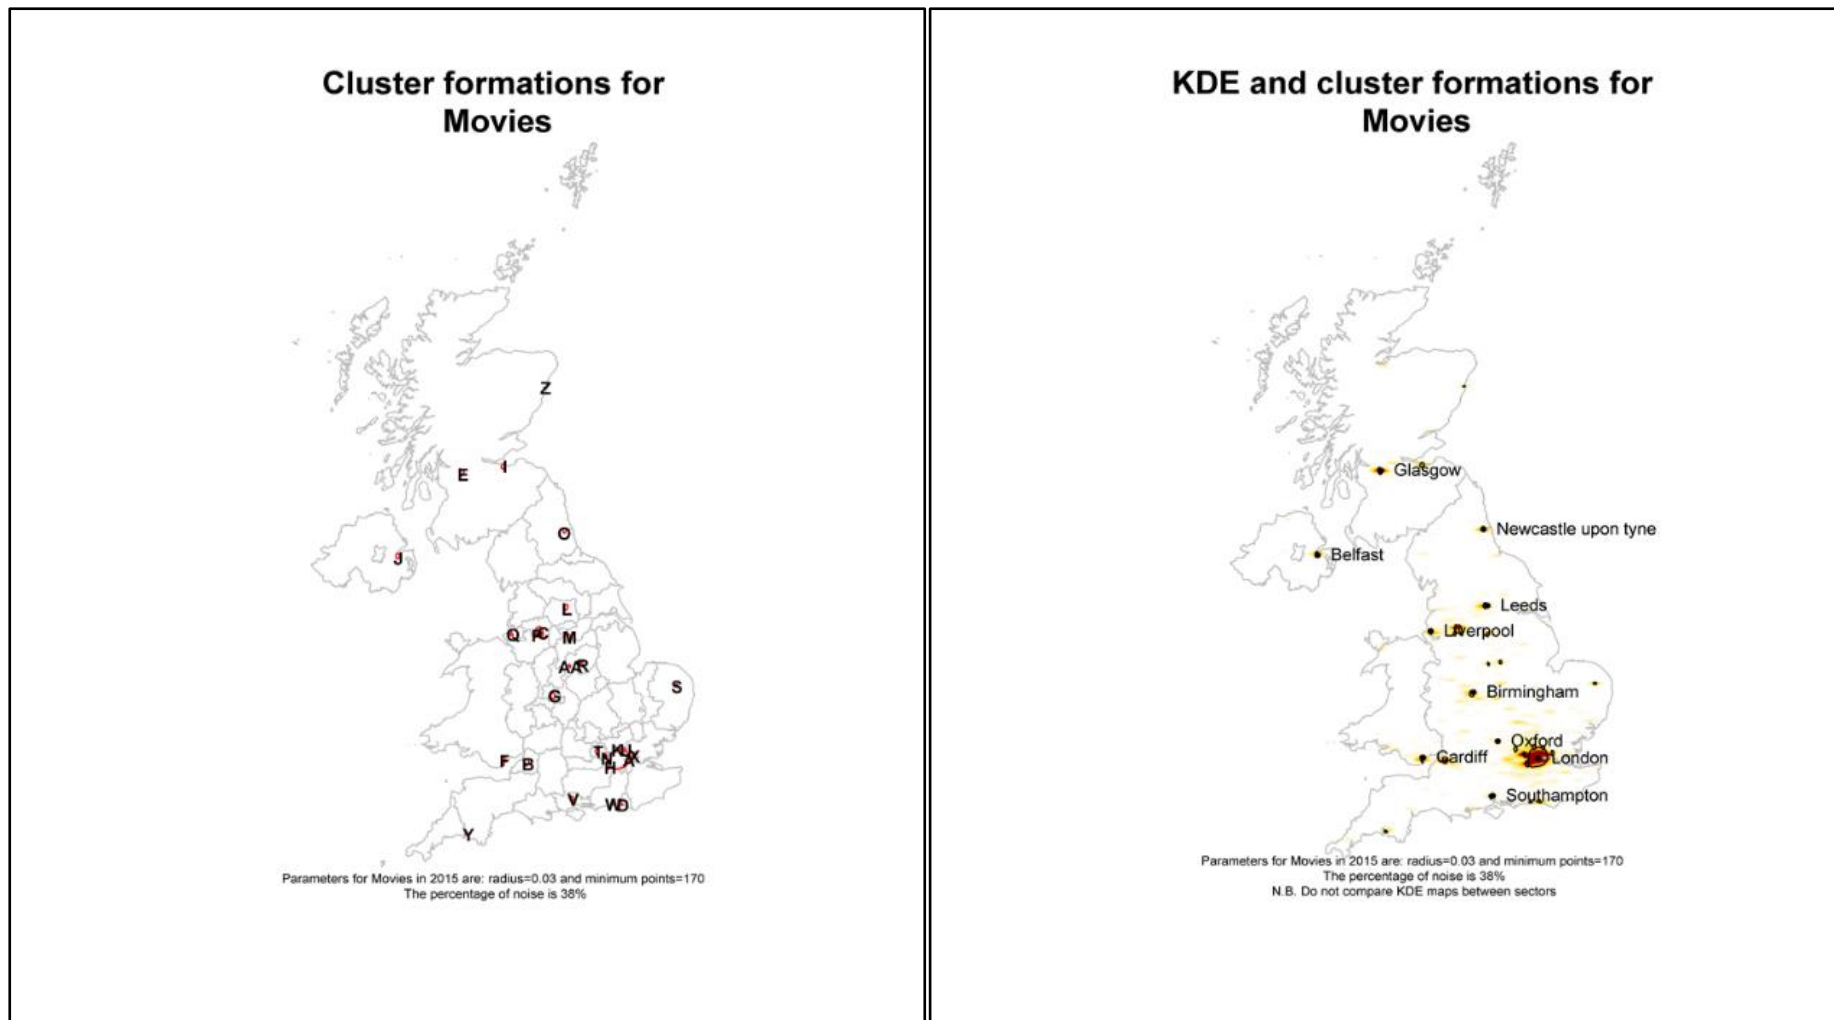 Cluster formations for
Movies
Z
E
I
O
J
L
Q
P
C
M
AA
R
S
G
T
K
U
N
X
A
H
F
B
V
W
D
Y
Parameters for Movies in 2015 are: radius=0.03 and minimum points=170
The percentage of noise is 38%
KDE and cluster formations for
Movies
Glasgow
Newcastle upon tyne
Belfast
Leeds
Liverpool
Birmingham
Oxford
Cardiff
London
Southampton
Parameters for Movies in 2015 are: radius=0.03 and minimum points=170
The percentage of noise is 38%
N.B. Do not compare KDE maps between sectors